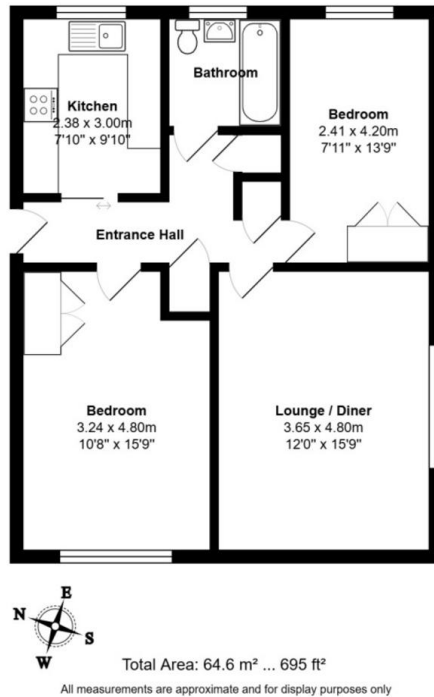 Kitchen
2.38 x 3.00m
7'10" x 9'10"
Bathroom
Bedroom
2.41 x 4.20m
7'11" x 13'9"
Entrance Hall
Bedroom
3.24 x 4.80m
10'8" x 15'9"
Lounge / Diner
3.65 x 4.80m
12'0" x 15'9"
E
N
S
W
Total Area: 64.6 m² ... 695 ft²
All measurements are approximate and for display purposes only